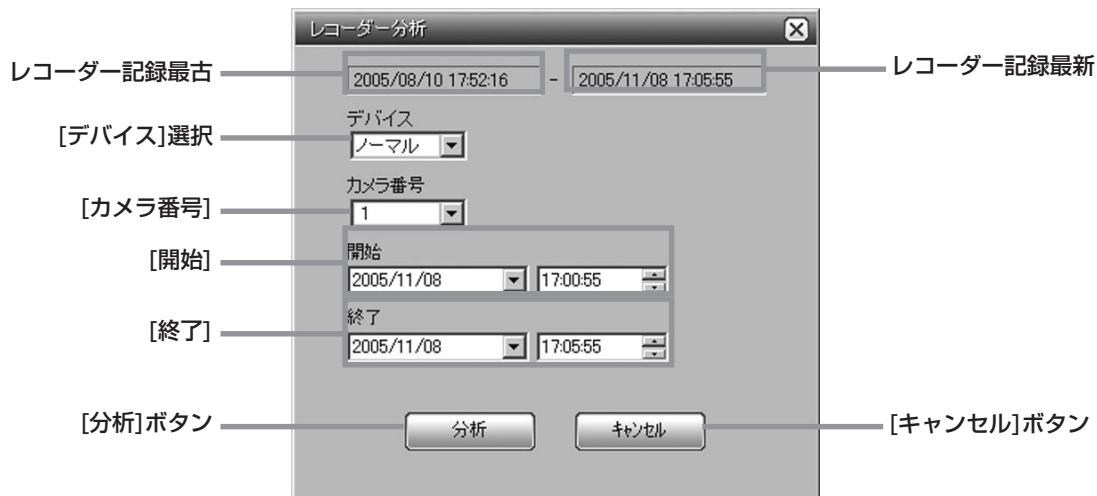 レコーダー分析
レコーダー記録最古
2005/08/10 17:52:16 - 2005/11/08 17:05:55
レコーダー記録最新
デバイス
[デバイス]選択
ノーマル
カメラ番号
[カメラ番号]
1
開始
[開始]
2005/11/08 17:00:55
終了
[終了]
2005/11/08 17:05:55
[分析]ボタン
分析
キャンセル
[キャンセル]ボタン